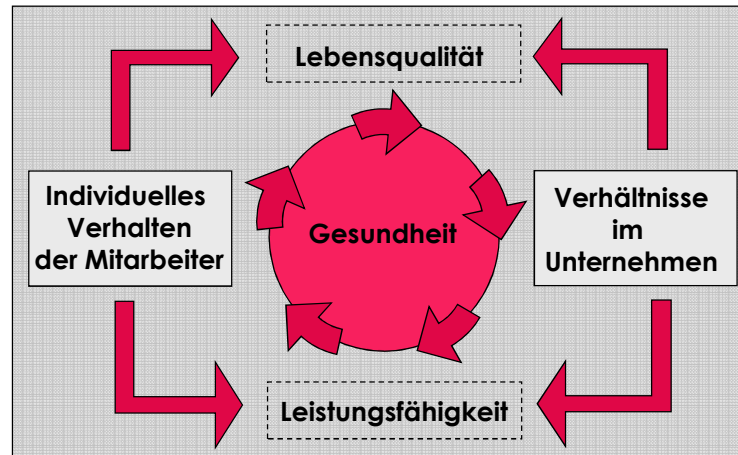 Lebensqualität
Individuelles
Verhalten
der Mitarbeiter
Gesundheit
Verhältnisse
im
Unternehmen
Leistungsfähigkeit